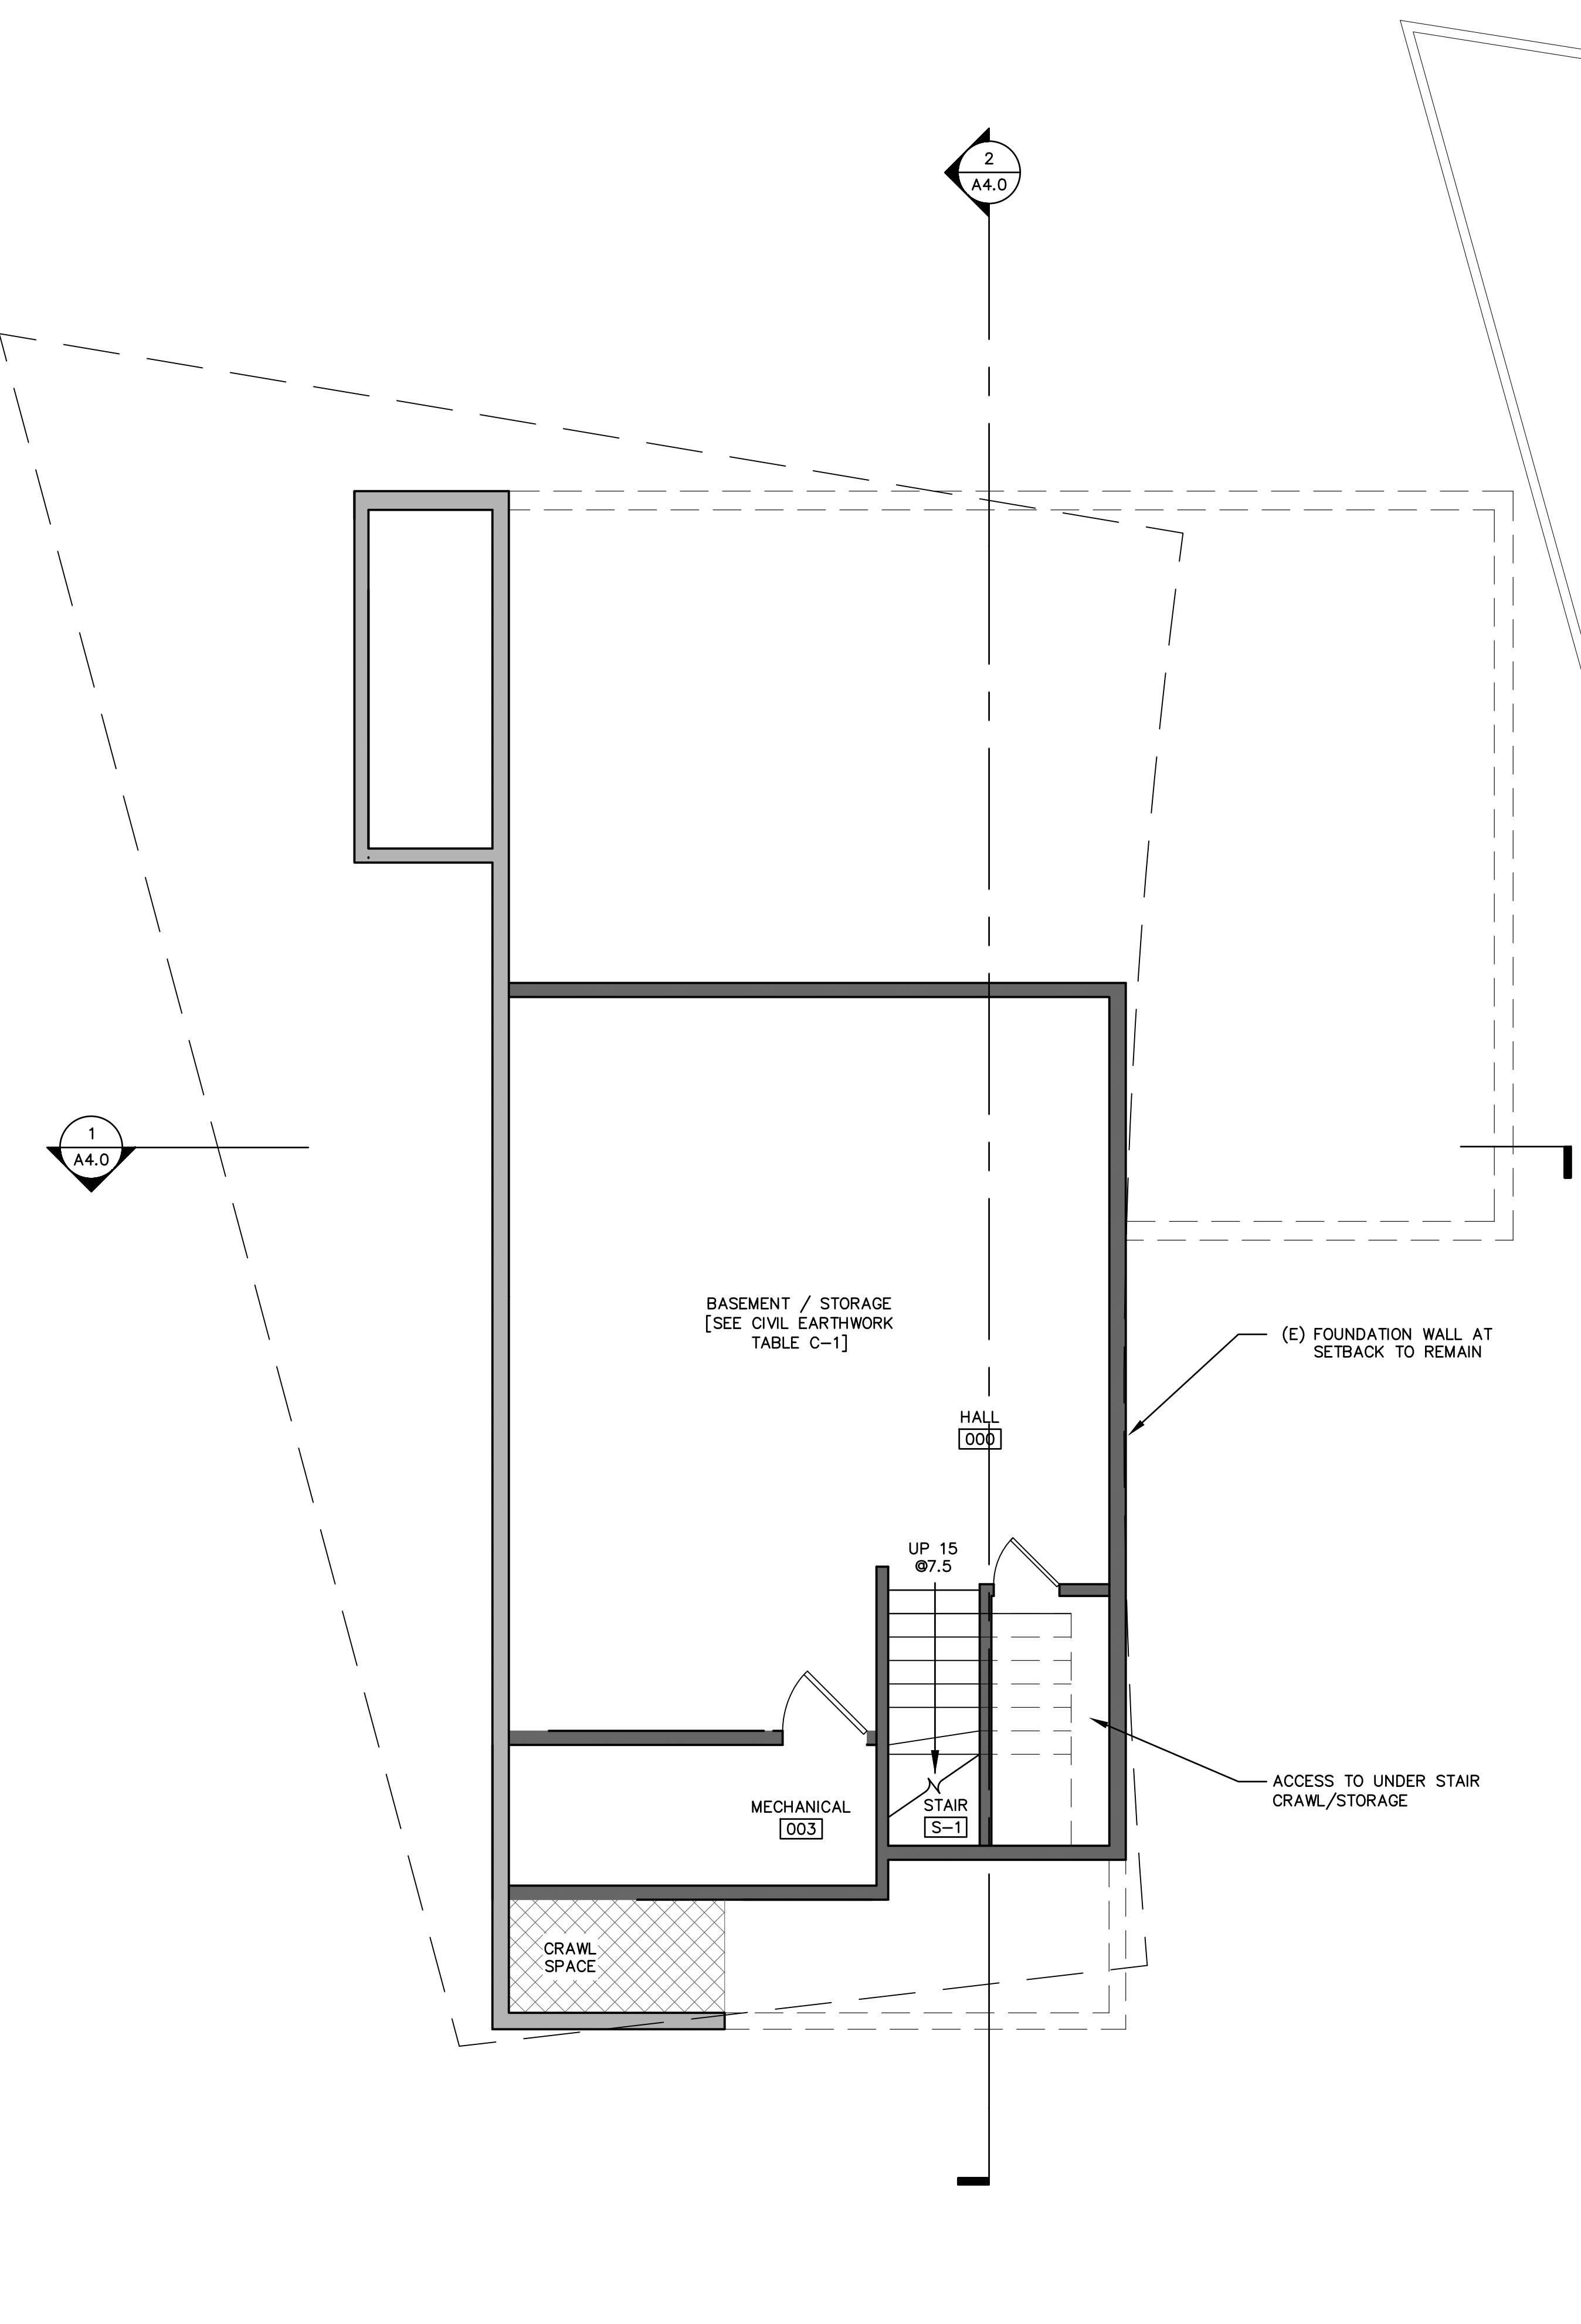 2
A4.0
1
A4.0
BASEMENT / STORAGE
[SEE CIVIL EARTHWORK
TABLE C-1]
(E) FOUNDATION WALL AT
SETBACK TO REMAIN
HALL
000
UP 15
@7.5
ACCESS TO UNDER STAIR
CRAWL/STORAGE
MECHANICAL
003
STAIR
S-1
CRAWL
SPACE